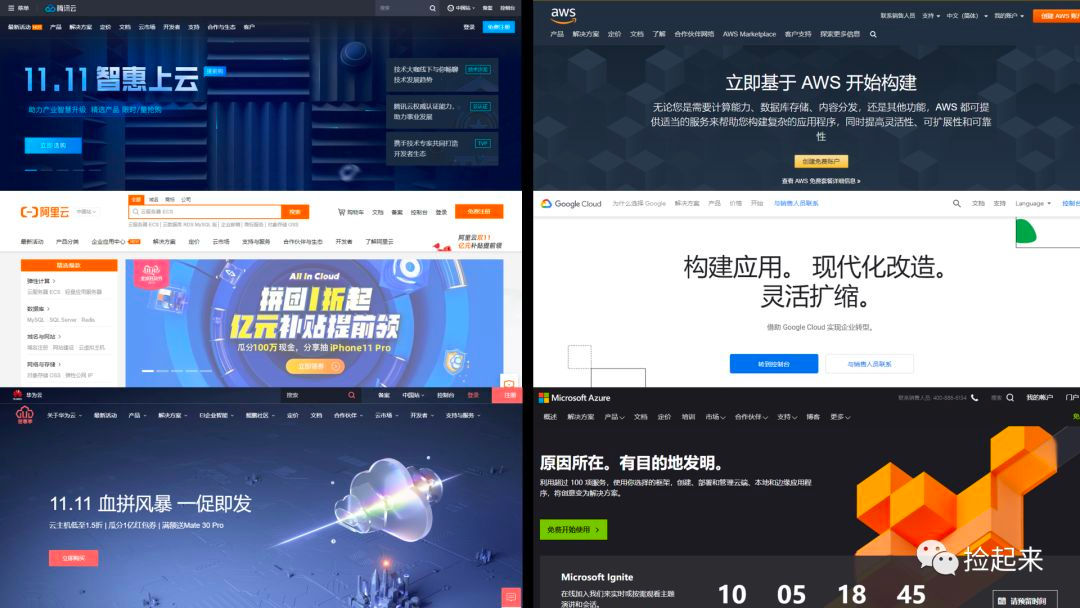 菜单
腾讯云
搜索
中国站
备案
控制台
最新活动 HOT 产品 解决方案 定价 文档 云市场 开发者 支持 合作与生态 客户
登录 免费注册
11.11 智惠上云
助力产业智慧升级 精选产品 限时/量抢购
立即选购
技术大咖线下与你畅聊
技术发展趋势
腾讯云权威认证能力,
助力事业发展
云认证
携手技术专家共同打造
开发者生态
TVP
aws
联系销售人员 支持 中文 (简体) 我的账户
创建 AWS 账户
产品 解决方案 定价 文档 了解 合作伙伴网络 AWS Marketplace 客户支持 探索更多信息
立即基于 AWS 开始构建
无论您是需要计算能力、数据库存储、内容分发，还是其他功能，AWS 都可提
供适当的服务来帮助您构建复杂的应用程序，同时提高灵活性、可扩展性和可靠
性
创建免费账户
查看 AWS 免费套餐详细信息 »
阿里云
中国站
全部 域名 商标 公司
云服务器 ECS
搜索
云服务器 ECS | 云数据库 RDS MySQL 版 | 企业邮箱 | 商标服务 | 对象存储 OSS
购物车 文档 备案 控制台 登录
免费注册
最新活动 产品分类 企业应用中心 解决方案 定价 云市场 支持与服务 合作伙伴与生态 开发者 了解阿里云
阿里云双11
亿元补贴提前领
精选爆款
弹性计算 >
云服务器 ECS 轻量应用服务器
数据库 >
MySQL SQL Server Redis
域名与网站 >
域名注册 网站建设 云虚拟主机
网络与存储 >
对象存储 OSS 弹性公网 IP
All in Cloud
拼团1折起
亿元补贴提前领
瓜分100万现金，分享抽iPhone11 Pro
立即领券
Google Cloud
为什么选择 Google 解决方案 产品 价格 开始 与销售人员联系
文档 支持 Language 控制台
构建应用。 现代化改造。
灵活扩缩。
借助 Google Cloud 实现企业转型。
转到控制台
与销售人员联系
华为云
搜索
备案 中国站 控制台 登录 注册
关于华为云 最新活动 产品 解决方案 EI企业智能 鲲鹏社区 定价 文档 合作伙伴 云市场 开发者 支持与服务
11.11 血拼风暴 一促即发
云主机低至1.5折 | 瓜分1亿红包券 | 满额送Mate 30 Pro
立即购买
Microsoft Azure
联系销售人员: 400-886-6154
搜索
我的帐户 门户
概述 解决方案 产品 文档 定价 培训 市场 合作伙伴 支持 博客 更多
免
原因所在。有目的地发明。
利用超过 100 项服务，使用你选择的框架，创建、部署和管理云端、本地和边缘应用程
序，将创意变为解决方案。
免费开始使用 >
Microsoft Ignite
在线加入我们来实时或按需观看主题
演讲和会话。
10 05 18 45
请预留时间
捡起来